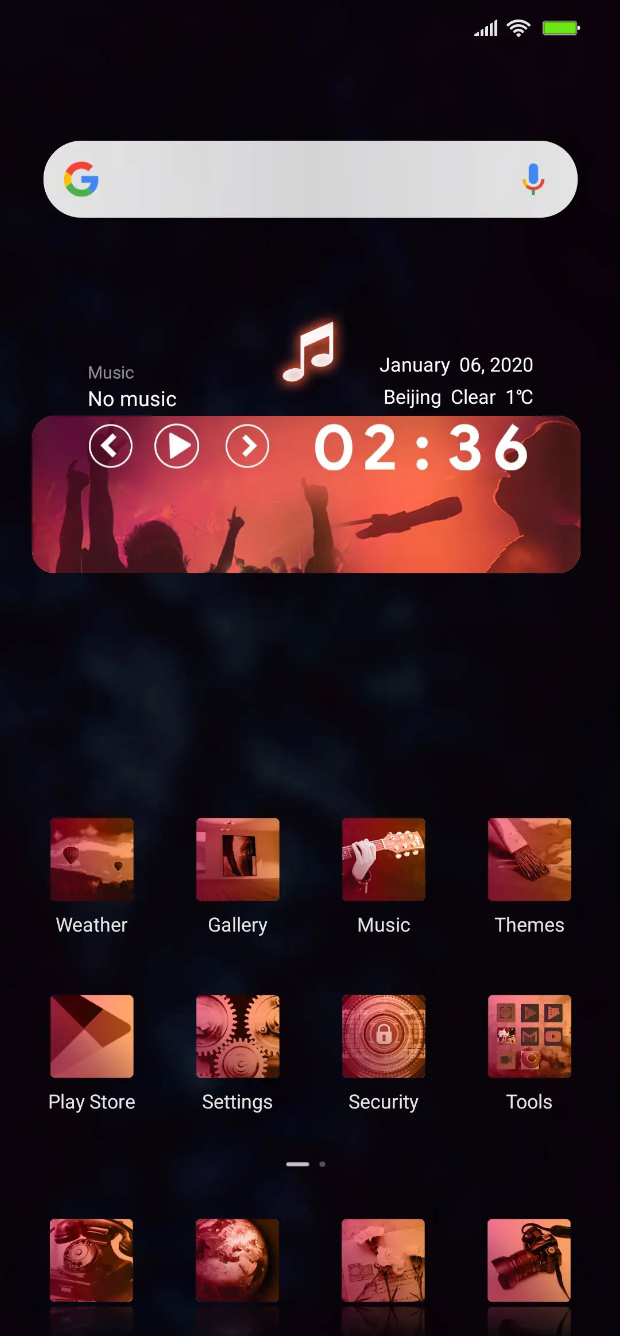 Music
No music
January 06, 2020
Beijing Clear 1℃
02:36
Weather
Gallery
Music
Themes
Play Store
Settings
Security
Tools